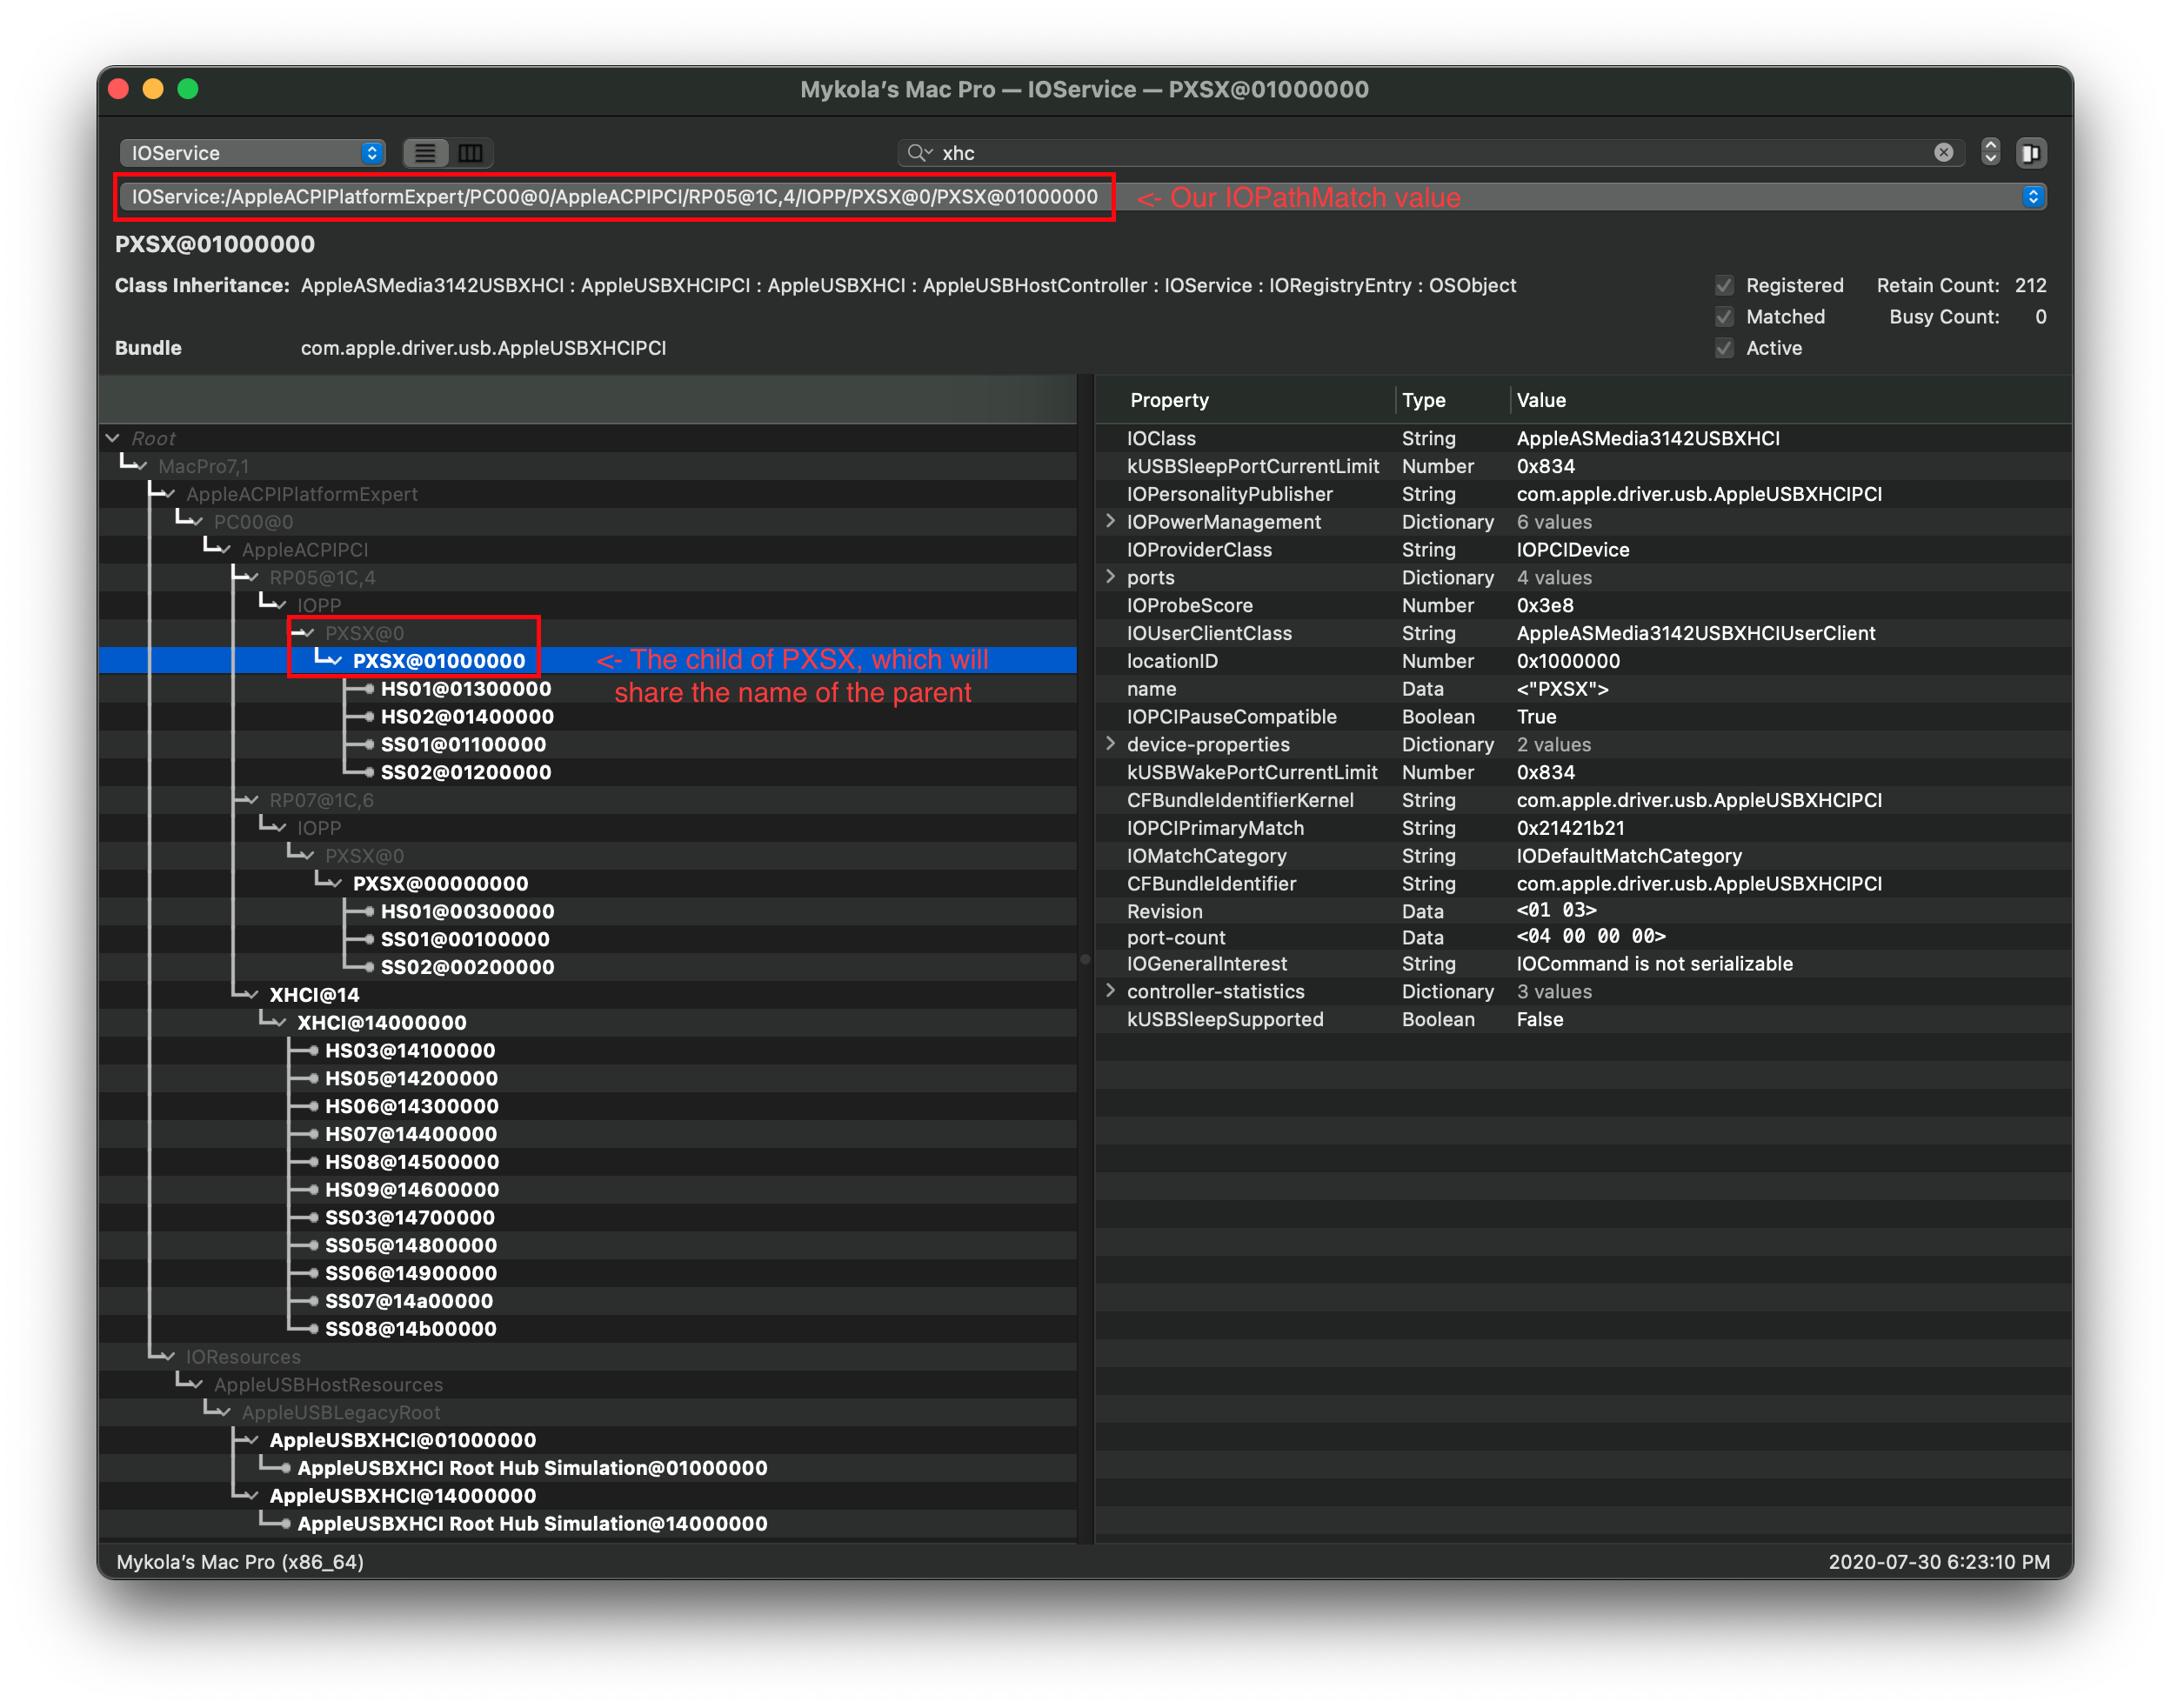 Mykola’s Mac Pro — IOService — PXSX@01000000
IOService
xhc
IOService:/AppleACPIPlatformExpert/PC00@0/AppleACPIPCI/RP05@1C,4/IOPP/PXSX@0/PXSX@01000000 <- Our IOPathMatch value
PXSX@01000000
Class Inheritance: AppleASMedia3142USBXHCI : AppleUSBXHCIPCI : AppleUSBXHCI : AppleUSBHostController : IOService : IORegistryEntry : OSObject
Registered Retain Count: 212
Matched Busy Count: 0
Bundle com.apple.driver.usb.AppleUSBXHCIPCI
Active
Root
MacPro7,1
AppleACPIPlatformExpert
PC00@0
AppleACPIPCI
RP05@1C,4
IOPP
PXSX@0
PXSX@01000000 <- The child of PXSX, which will
share the name of the parent
HS01@01300000
HS02@01400000
SS01@01100000
SS02@01200000
RP07@1C,6
IOPP
PXSX@0
PXSX@00000000
HS01@00300000
SS01@00100000
SS02@00200000
XHCI@14
XHCI@14000000
HS03@14100000
HS05@14200000
HS06@14300000
HS07@14400000
HS08@14500000
HS09@14600000
SS03@14700000
SS05@14800000
SS06@14900000
SS07@14a00000
SS08@14b00000
IOResources
AppleUSBHostResources
AppleUSBLegacyRoot
AppleUSBXHCI@01000000
AppleUSBXHCI Root Hub Simulation@01000000
AppleUSBXHCI@14000000
AppleUSBXHCI Root Hub Simulation@14000000
Property Type Value
IOClass String AppleASMedia3142USBXHCI
kUSBSleepPortCurrentLimit Number 0x834
IOPersonalityPublisher String com.apple.driver.usb.AppleUSBXHCIPCI
IOPowerManagement Dictionary 6 values
IOProviderClass String IOPCIDevice
ports Dictionary 4 values
IOProbeScore Number 0x3e8
IOUserClientClass String AppleASMedia3142USBXHCIUserClient
locationID Number 0x1000000
name Data <"PXSX">
IOPCIPauseCompatible Boolean True
device-properties Dictionary 2 values
kUSBWakePortCurrentLimit Number 0x834
CFBundleIdentifierKernel String com.apple.driver.usb.AppleUSBXHCIPCI
IOPCIPrimaryMatch String 0x21421b21
IOMatchCategory String IODefaultMatchCategory
CFBundleIdentifier String com.apple.driver.usb.AppleUSBXHCIPCI
Revision Data <01 03>
port-count Data <04 00 00 00>
IOGeneralInterest String IOCommand is not serializable
controller-statistics Dictionary 3 values
kUSBSleepSupported Boolean False
Mykola’s Mac Pro (x86_64)
2020-07-30 6:23:10 PM